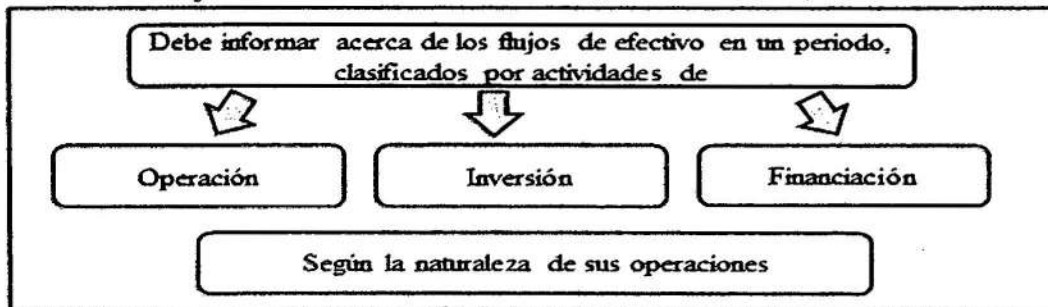 Debe informar acerca de los flujos de efectivo en un periodo,
clasificados por actividades de
Operación
Inversión
Financiación
Según la naturaleza de sus operaciones